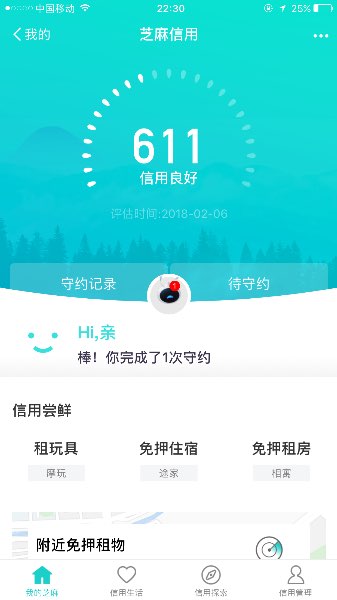 中国移动 22:30 25%
我的 芝麻信用
611
信用良好
评估时间:2018-02-06
守约记录 待守约
1
Hi,亲
棒！你完成了1次守约
信用尝鲜
租玩具 免押住宿 免押租房
摩玩 途家 相寓
附近免押租物
我的芝麻 信用生活 信用探索 信用管理